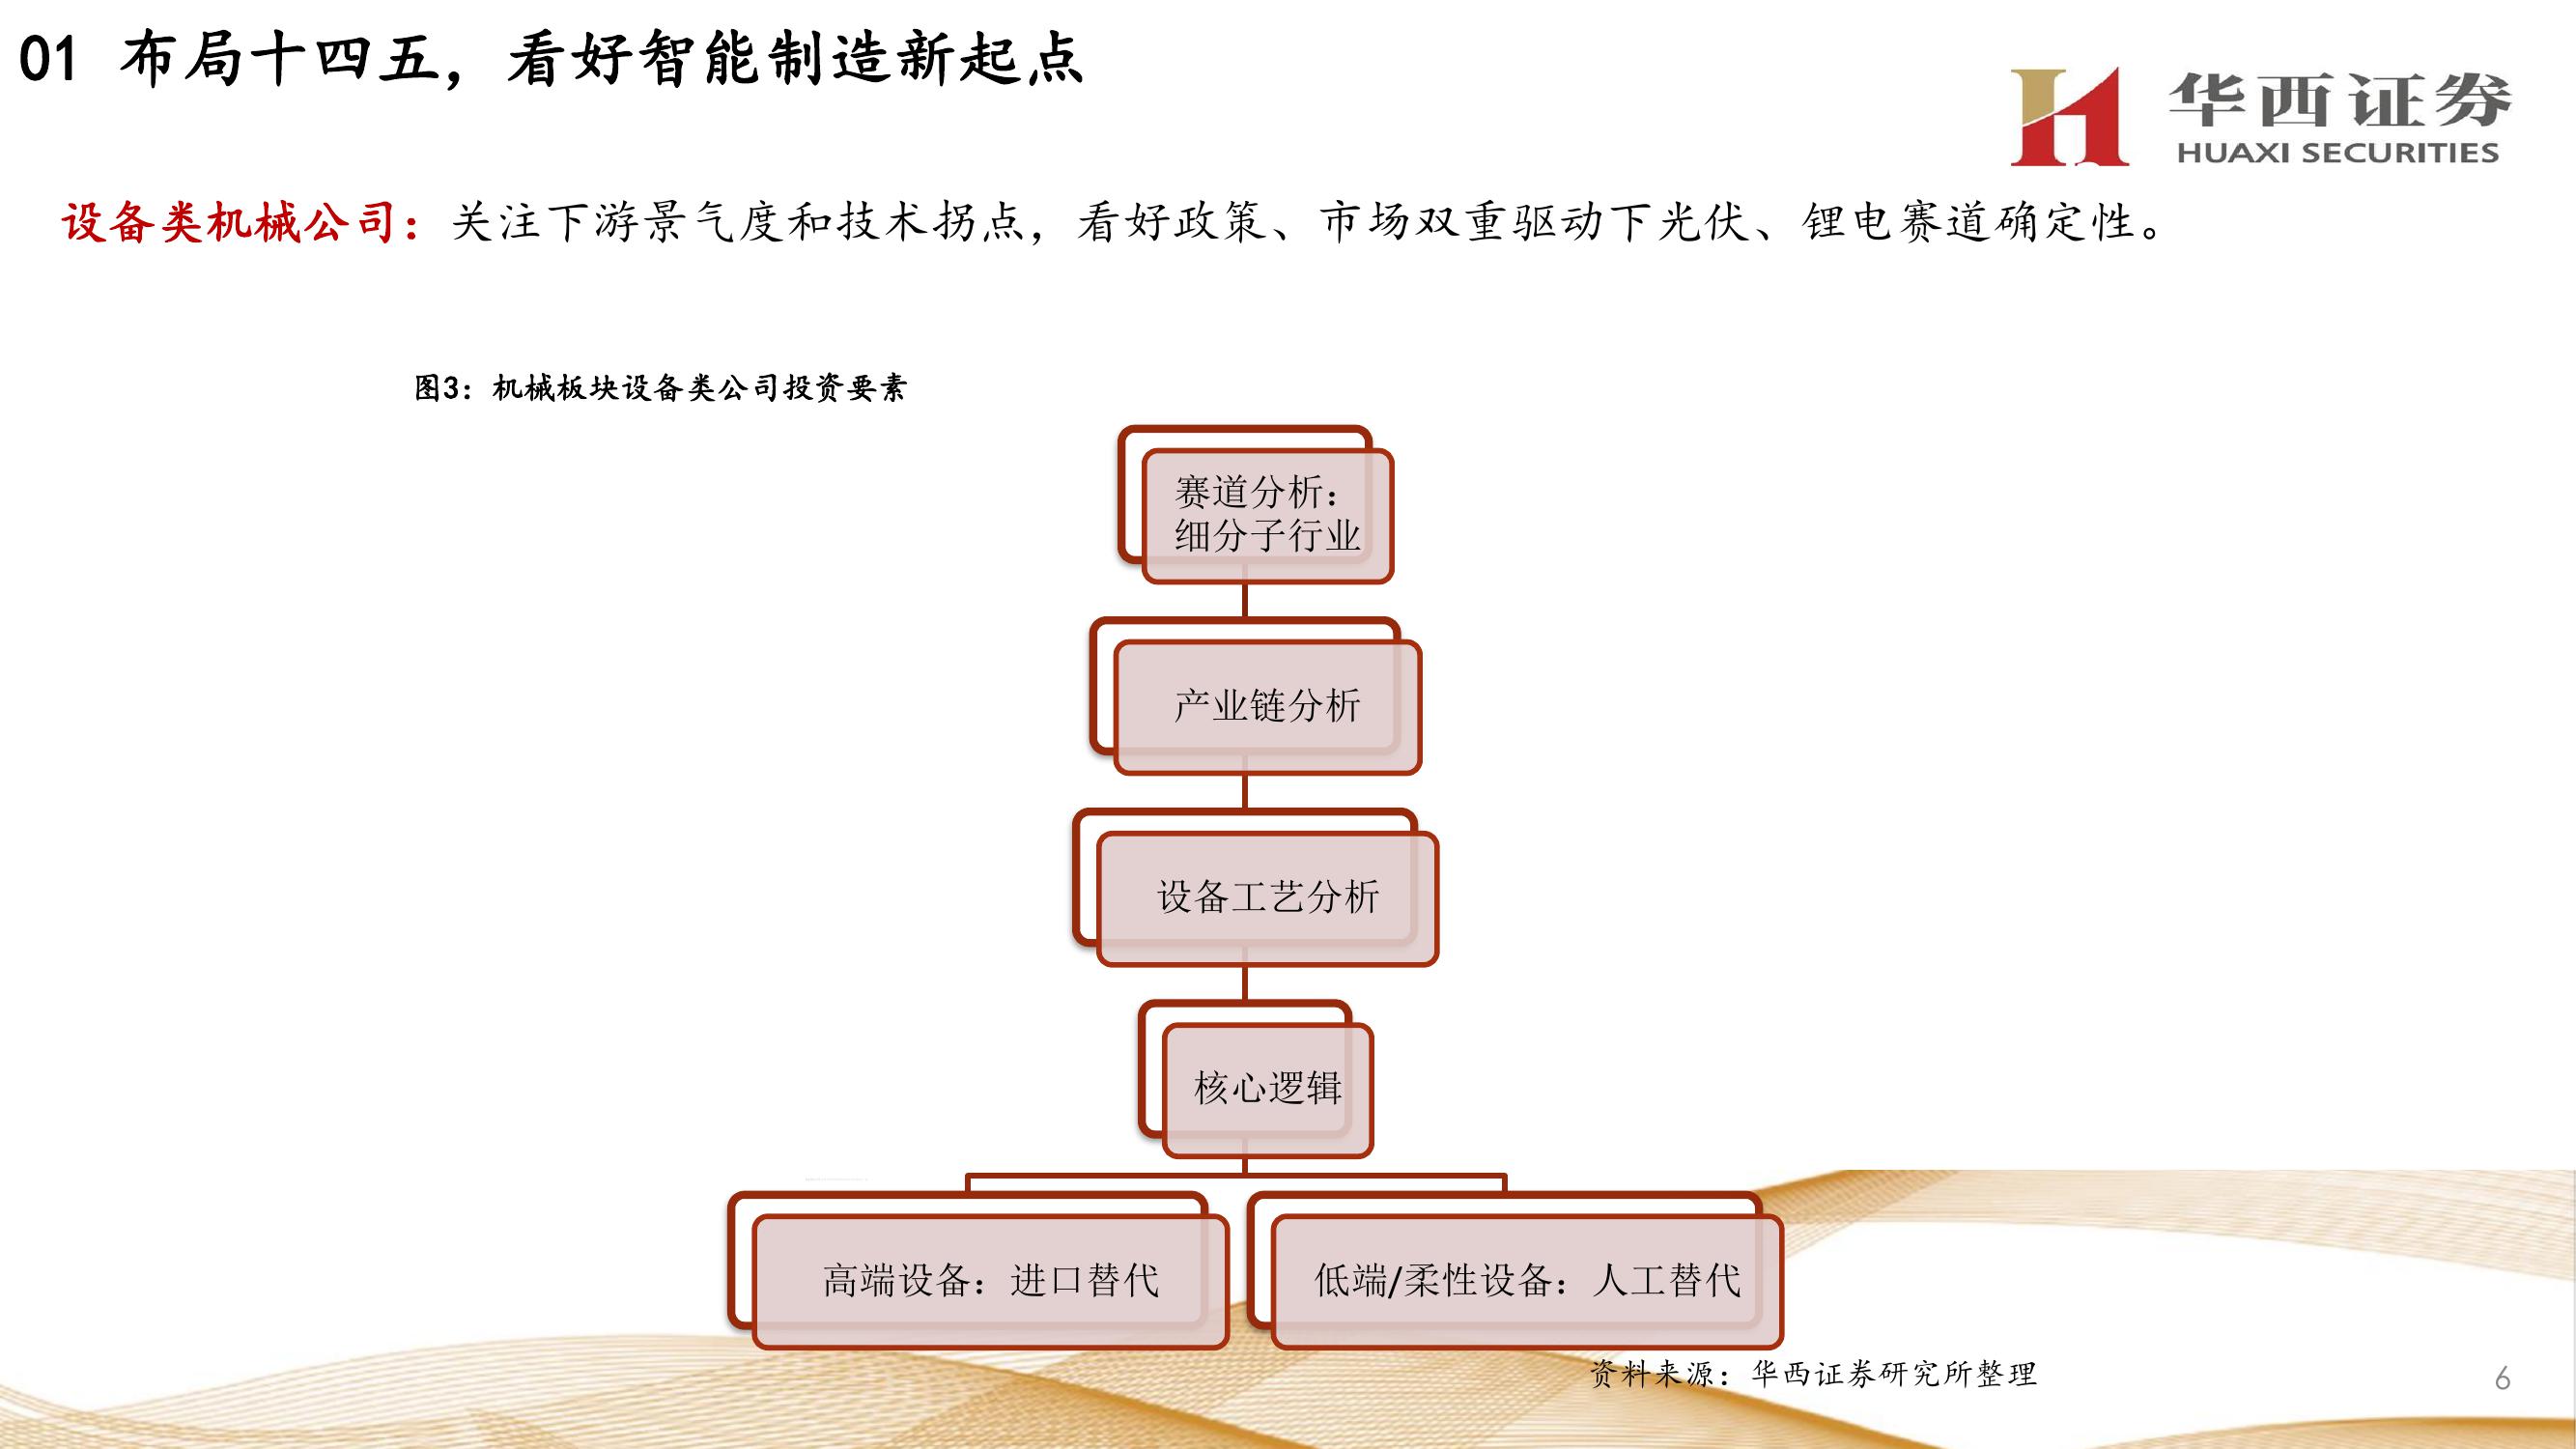 01 布局十四五，看好智能制造新起点
华西证券
HUAXI SECURITIES
设备类机械公司：关注下游景气度和技术拐点，看好政策、市场双重驱动下光伏、锂电赛道确定性。
图3：机械板块设备类公司投资要素
赛道分析：
细分子行业
产业链分析
设备工艺分析
核心逻辑
高端设备：进口替代
低端/柔性设备：人工替代
资料来源：华西证券研究所整理
6